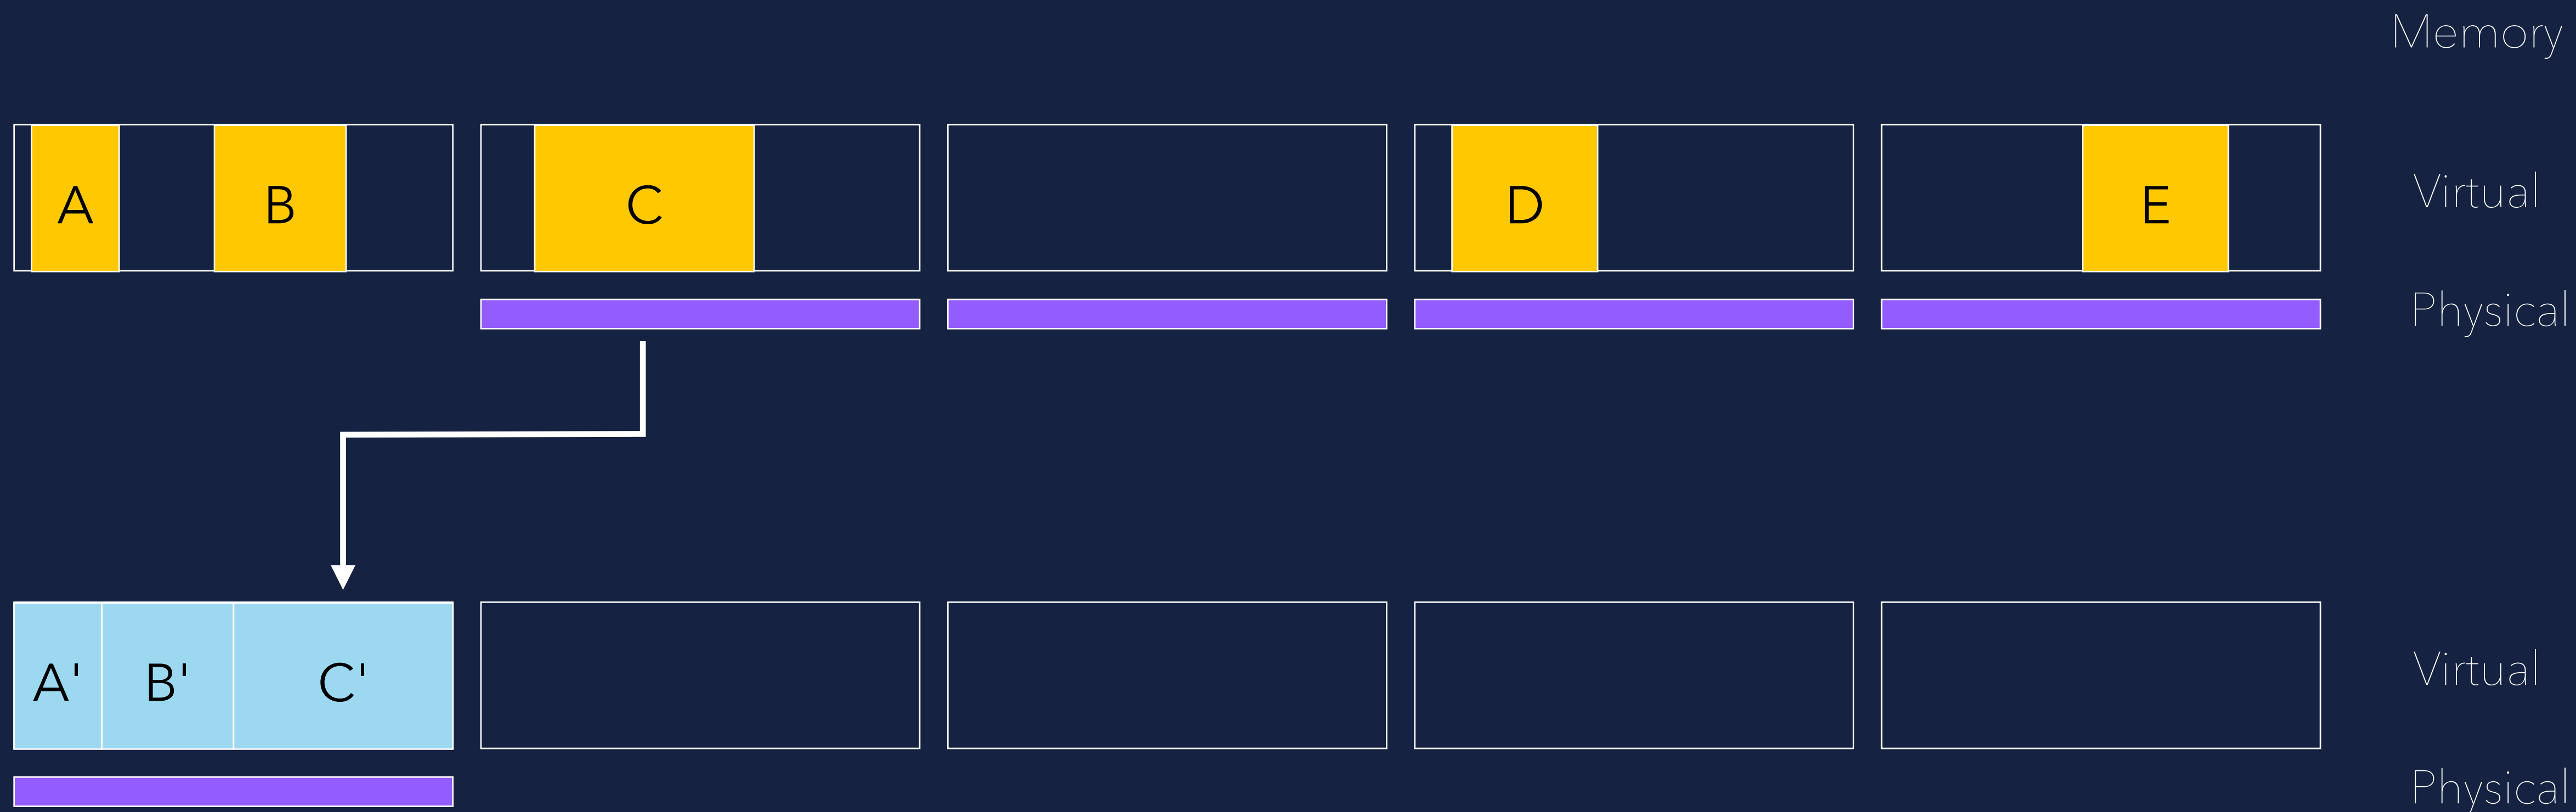 Memory
A B C D E Virtual
Physical
A' B' C' Virtual
Physical